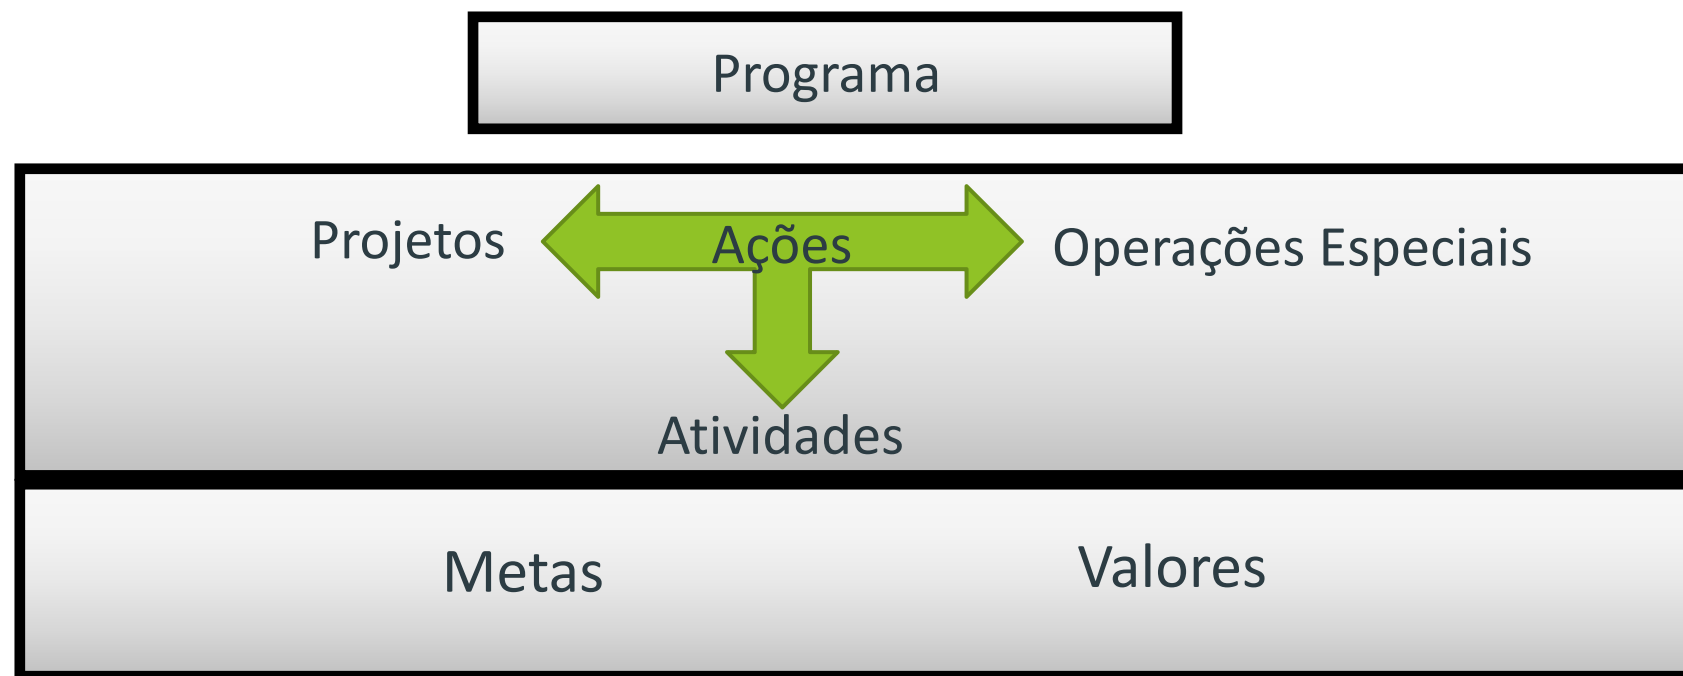 Programa
Projetos
Ações
Operações Especiais
Atividades
Metas
Valores